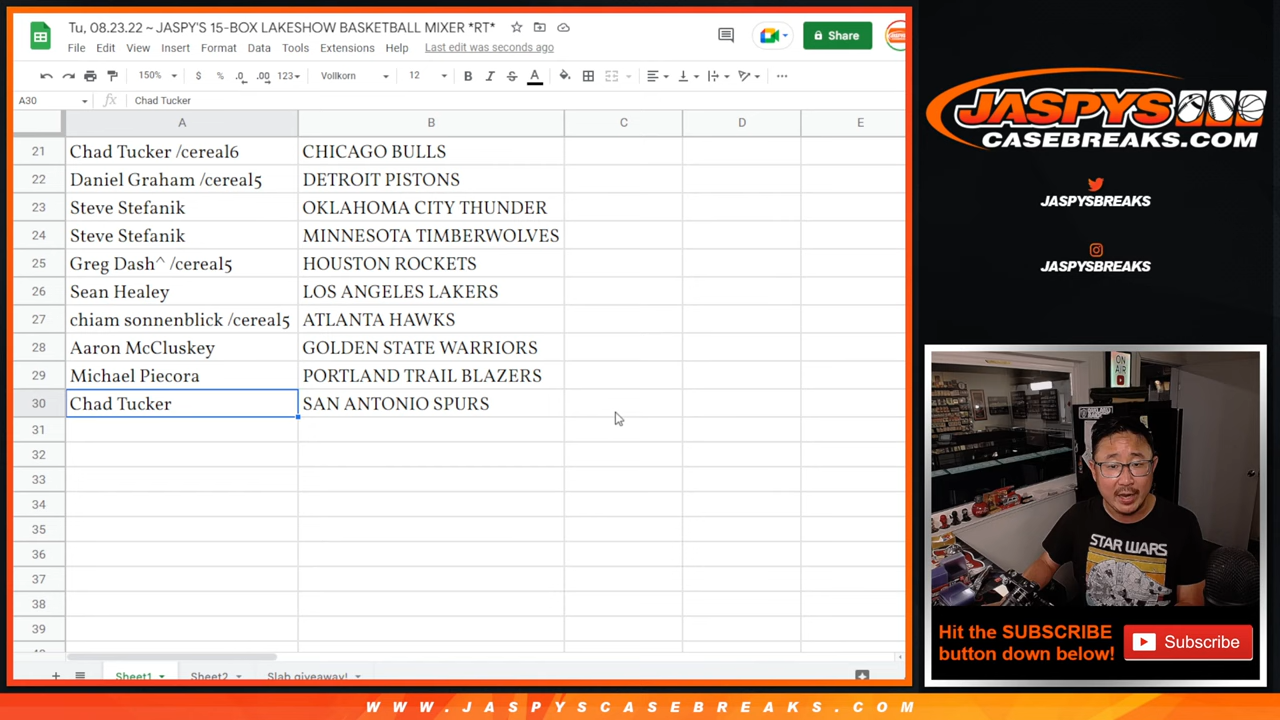 Tu, 08.23.22 ~ JASPY'S 15-BOX LAKESHOW BASKETBALL MIXER *RT*
File Edit View Insert Format Data Tools Extensions Help Last edit was seconds ago
Share
150% $ % .0 .00 123 Vollkorn 12 B I S A
A30 fx Chad Tucker
A B C D E
21 Chad Tucker /cereal6 CHICAGO BULLS
22 Daniel Graham /cereal5 DETROIT PISTONS
23 Steve Stefanik OKLAHOMA CITY THUNDER
24 Steve Stefanik MINNESOTA TIMBERWOLVES
25 Greg Dash^ /cereal5 HOUSTON ROCKETS
26 Sean Healey LOS ANGELES LAKERS
27 chiam sonnenblick /cereal5 ATLANTA HAWKS
28 Aaron McCluskey GOLDEN STATE WARRIORS
29 Michael Piecora PORTLAND TRAIL BLAZERS
30 Chad Tucker SAN ANTONIO SPURS
31
32
33
34
35
36
37
38
39
+ Sheet1 Sheet2 Slab giveaway!
JASPYS
CASEBREAKS.COM
JASPYSBREAKS
JASPYSBREAKS
ON
AIR
STAR WARS
Hit the SUBSCRIBE
button down below!
Subscribe
WWW.JASPYSCASEBREAKS.COM